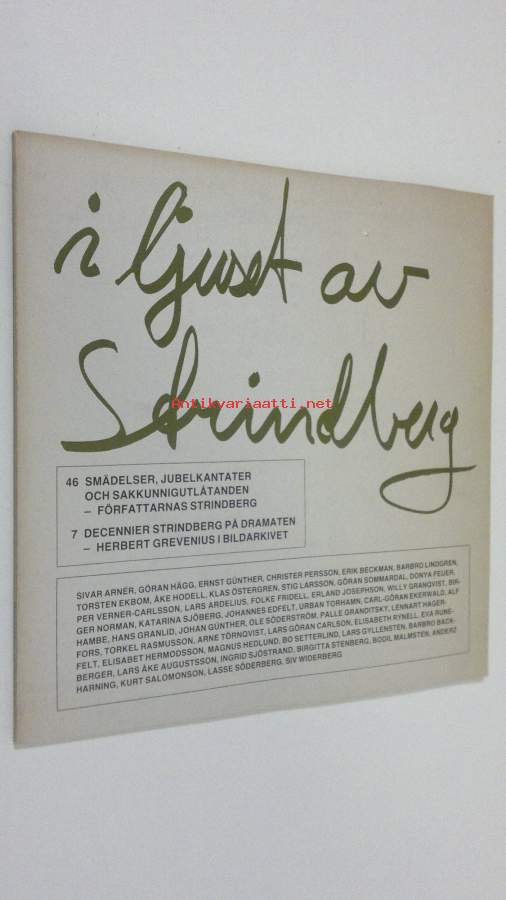 i ljuset av
Strindberg
Antikvariaatti.net
46 SMÄDELSER, JUBELKANTATER
OCH SAKKUNNIGUTLÅTANDEN
– FÖRFATTARNAS STRINDBERG
7 DECENNIER STRINDBERG PÅ DRAMATEN
– HERBERT GREVENIUS I BILDARKIVET
SIVAR ARNÉR, GÖRAN HÄGG, ERNST GÜNTHER, CHRISTER PERSSON, ERIK BECKMAN, BARBRO LINDGREN,
TORSTEN EKBOM, ÅKE HODELL, KLAS ÖSTERGREN, STIG LARSSON, GÖRAN SOMMARDAL, DONYA FEUER,
PER VERNER-CARLSSON, LARS ARDELIUS, FOLKE FRIDELL, ERLAND JOSEPHSON, WILLY GRANQVIST, BIR-
GER NORMAN, KATARINA SJÖBERG, JOHANNES EDFELT, URBAN TORHAMN, CARL-GÖRAN EKERWALD, ALF
HAMBE, HANS GRANLID, JOHAN GÜNTHER, OLE SÖDERSTRÖM, PALLE GRANDITSKY, LENNART HAGER-
FORS, TORKEL RASMUSSON, ARNE TÖRNQVIST, LARS GÖRAN CARLSON, ELISABETH RYNELL, EVA RUNE-
FELT, ELISABET HERMODSSON, MAGNUS HEDLUND, BO SETTERLIND, LARS GYLLENSTEN, BARBRO BACK-
BERGER, LARS ÅKE AUGUSTSSON, INGRID SJÖSTRAND, BIRGITTA STENBERG, BODIL MALMSTEN, ANDERZ
HARNING, KURT SALOMONSON, LASSE SÖDERBERG, SIV WIDERBERG